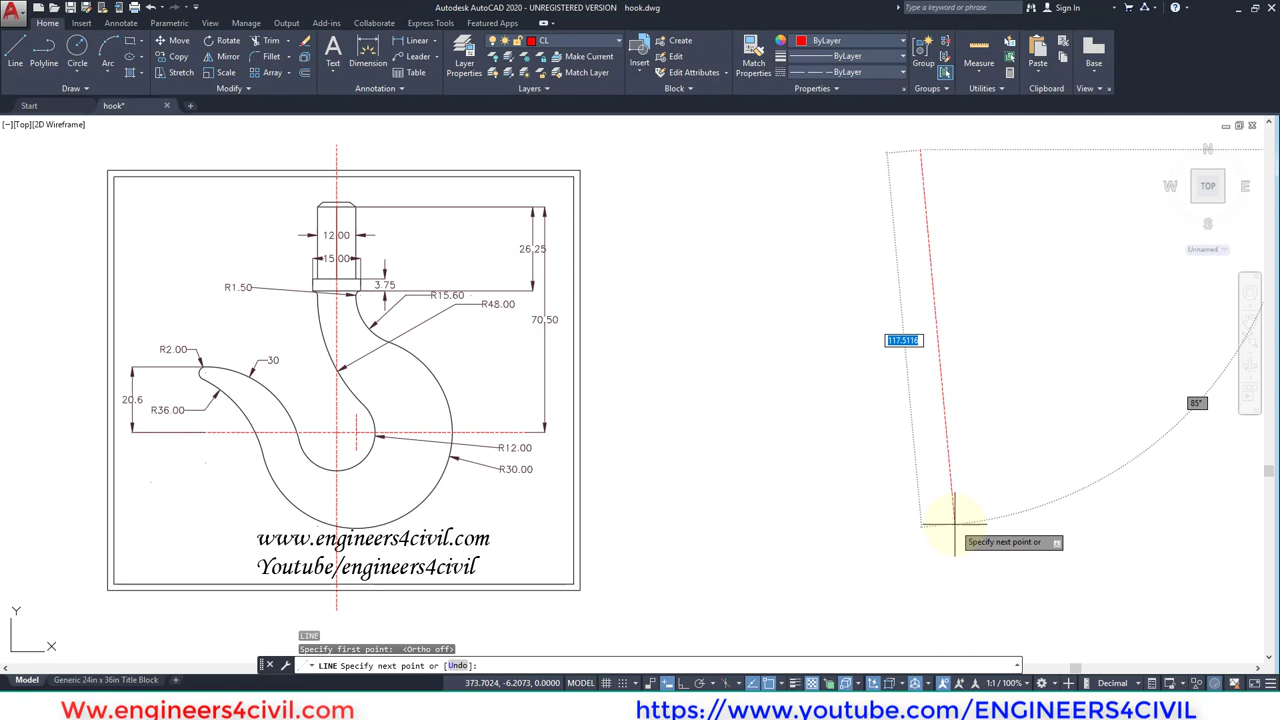 Autodesk AutoCAD 2020 - UNREGISTERED VERSION hook.dwg
Type a keyword or phrase
Sign In
Home Insert Annotate Parametric View Manage Output Add-ins Collaborate Express Tools Featured Apps
Line Polyline Circle Arc
Move Rotate Trim
Copy Mirror Fillet
Stretch Scale Array
Text Dimension
Linear
Leader
Table
Layer Properties
CL
Make Current
Match Layer
Insert
Create
Edit
Edit Attributes
Match Properties
ByLayer
ByLayer
ByLayer
Group
Measure
Paste
Base
Draw Modify Annotation Layers Block Properties Groups Utilities Clipboard View
Start hook*
[−][Top][2D Wireframe]
N
W TOP E
S
Unnamed
12.00
26.25
15.00
3.75
R1.50
R15.60
R48.00
70.50
R2.00
30
20.6
R36.00
R12.00
R30.00
www.engineers4civil.com
Youtube/engineers4civil
117.5116
85°
Specify next point or
Y
X
LINE
Specify first point: <Ortho off>
LINE Specify next point or [Undo]:
Model Generic 24in x 36in Title Block
373.7024, -6.2073, 0.0000 MODEL
1:1 / 100%
Decimal
Ww.engineers4civil.com
https://www.youtube.com/ENGINEERS4CIVIL